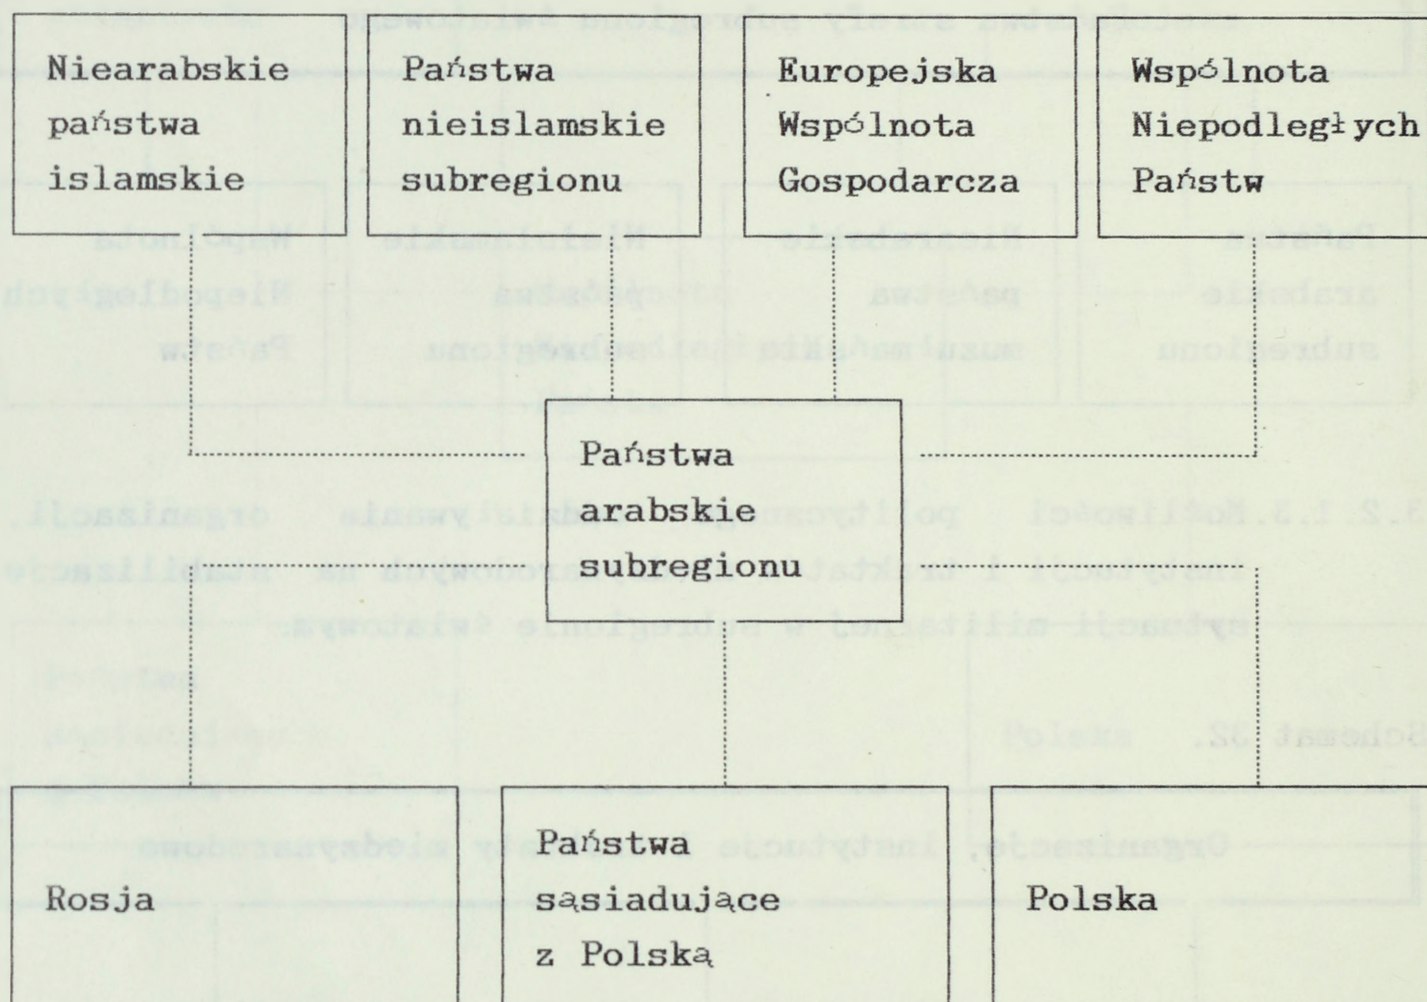 Niearabskie
państwa
islamskie
Państwa
nieislamskie
subregionu
Europejska
Wspólnota
Gospodarcza
Wspólnota
Niepodległych
Państw
Państwa
arabskie
subregionu
Rosja
Państwa
sąsiadujące
z Polską
Polska